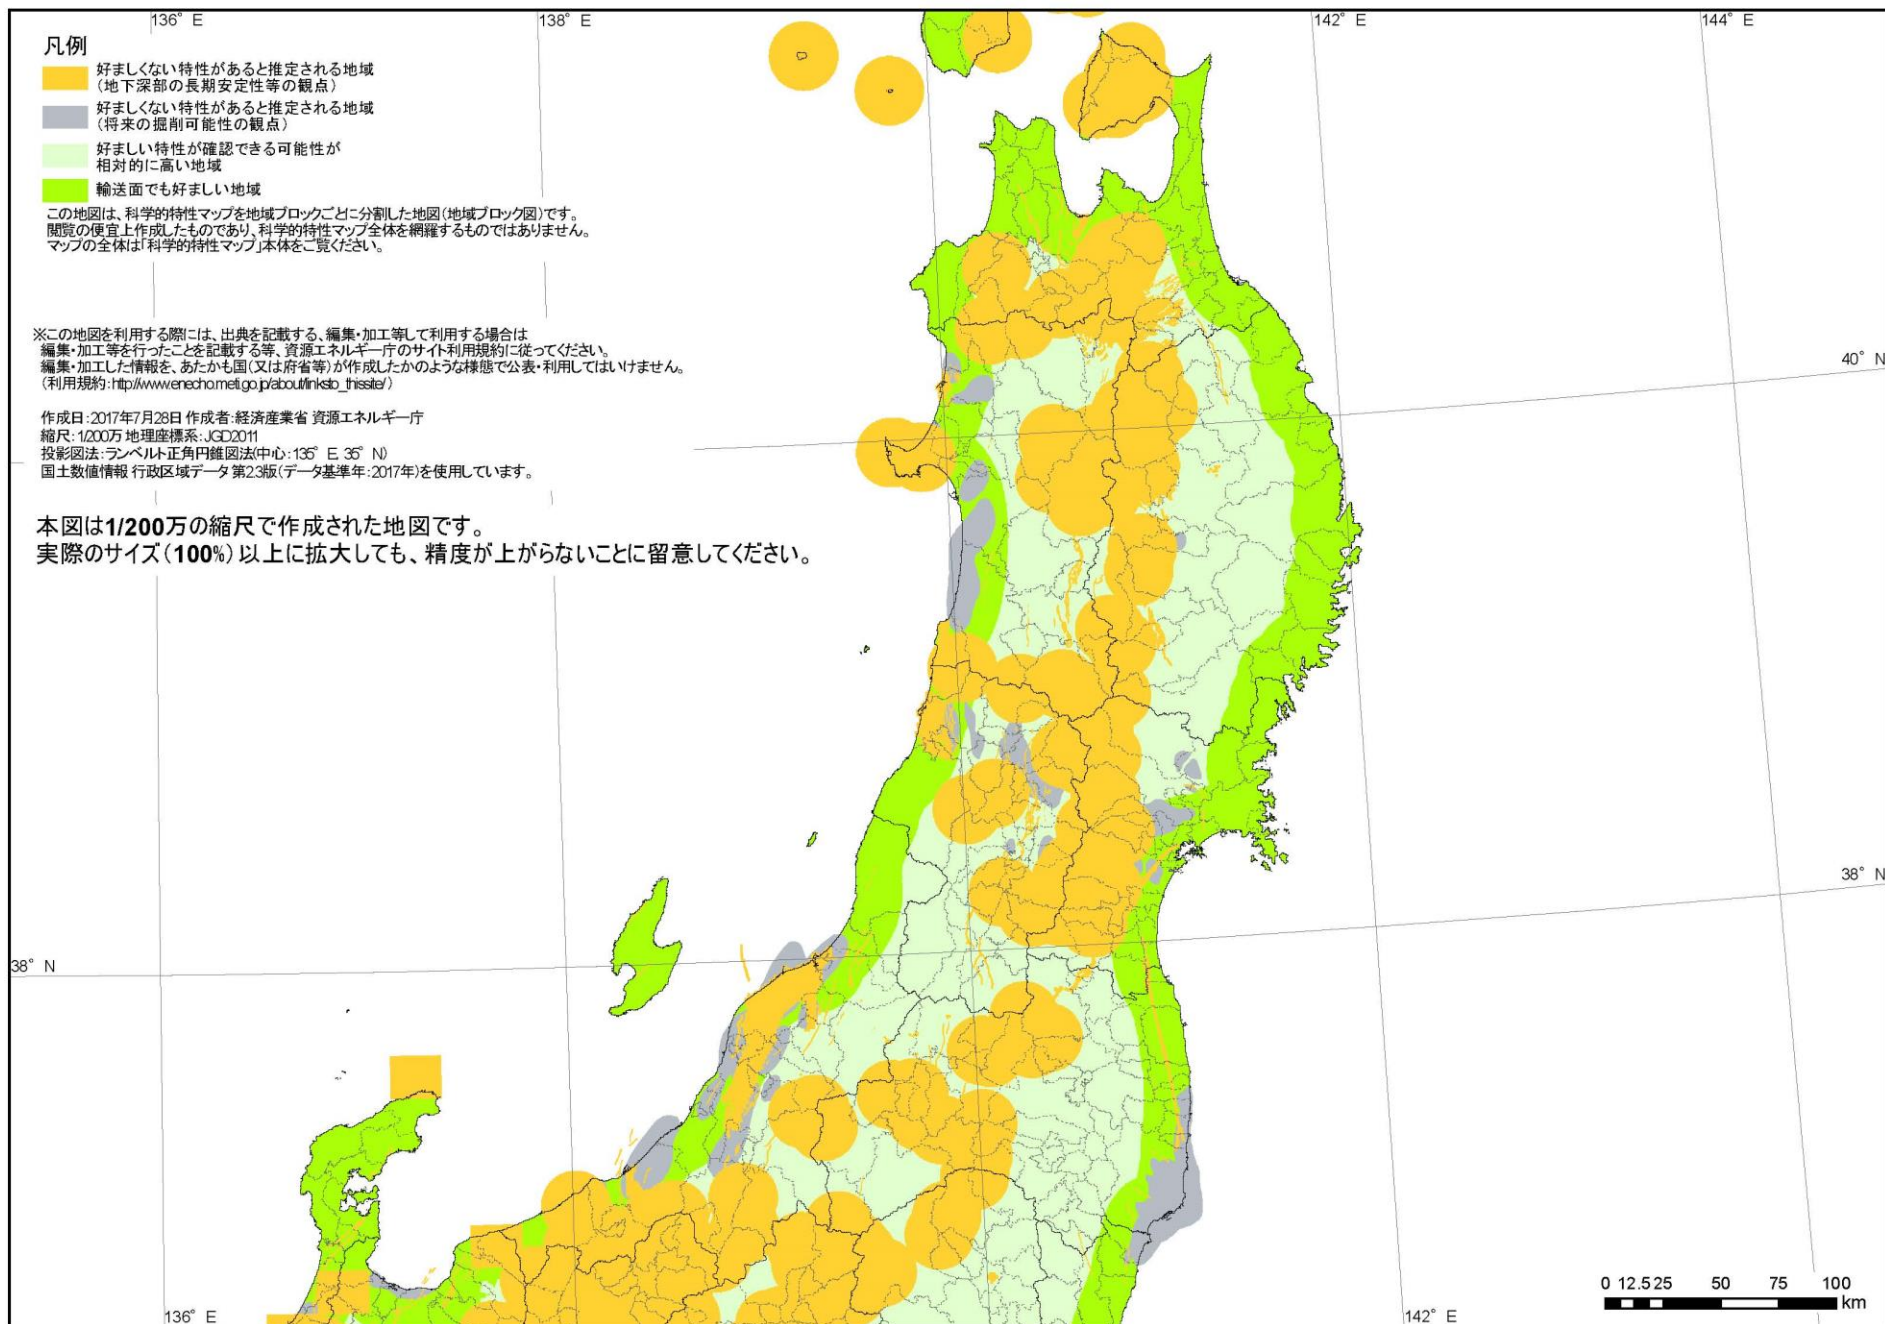 136° E
138° E
142° E
144° E
凡例
好ましくない特性があると推定される地域
(地下深部の長期安定性等の観点)
好ましくない特性があると推定される地域
(将来の掘削可能性の観点)
好ましい特性が確認できる可能性が
相対的に高い地域
輸送面でも好ましい地域
この地図は、科学的特性マップを地域ブロックごとに分割した地図(地域ブロック図)です。
閲覧の便宜上作成したものであり、科学的特性マップ全体を網羅するものではありません。
マップの全体は「科学的特性マップ」本体をご覧ください。
※この地図を利用する際には、出典を記載する、編集・加工等して利用する場合は
編集・加工等を行ったことを記載する等、資源エネルギー庁のサイト利用規約に従ってください。
編集・加工した情報を、あたかも国(又は府省等)が作成したかのような様態で公表・利用してはいけません。
(利用規約:http://www.enecho.meti.go.jp/about/linksto_thissite/)
40° N
作成日:2017年7月28日 作成者:経済産業省 資源エネルギー庁
縮尺:1/200万 地理座標系:JGD2011
投影図法:ランベルト正角円錐図法(中心:135° E, 35° N)
国土数値情報 行政区域データ 第2.3版(データ基準年:2017年)を使用しています。
本図は1/200万の縮尺で作成された地図です。
実際のサイズ(100%)以上に拡大しても、精度が上がらないことに留意してください。
38° N
38° N
0 12.5 25 50 75 100
km
136° E
142° E